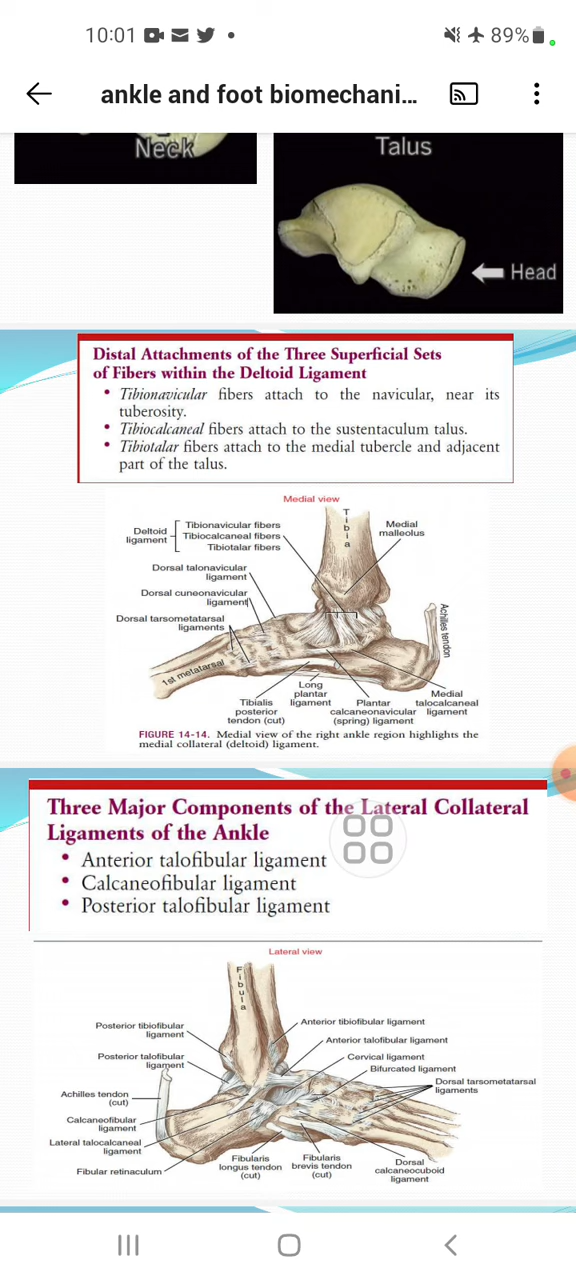 10:01
89%
ankle and foot biomechani...
Neck
Talus
Head
Distal Attachments of the Three Superficial Sets
of Fibers within the Deltoid Ligament
• Tibionavicular fibers attach to the navicular, near its
tuberosity.
• Tibiocalcaneal fibers attach to the sustentaculum talus.
• Tibiotalar fibers attach to the medial tubercle and adjacent
part of the talus.
Medial view
Deltoid
ligament
Tibionavicular fibers
Tibiocalcaneal fibers
Tibiotalar fibers
Tibia
Medial
malleolus
Dorsal talonavicular
ligament
Dorsal cuneonavicular
ligament
Dorsal tarsometatarsal
ligaments
Achilles tendon
1st metatarsal
Tibialis
posterior
tendon (cut)
Long
plantar
ligament
Plantar
calcaneonavicular
(spring) ligament
Medial
talocalcaneal
ligament
FIGURE 14-14. Medial view of the right ankle region highlights the
medial collateral (deltoid) ligament.
Three Major Components of the Lateral Collateral
Ligaments of the Ankle
• Anterior talofibular ligament
• Calcaneofibular ligament
• Posterior talofibular ligament
Lateral view
Fibula
Posterior tibiofibular
ligament
Posterior talofibular
ligament
Achilles tendon
(cut)
Calcaneofibular
ligament
Lateral talocalcaneal
ligament
Fibular retinaculum
Anterior tibiofibular ligament
Anterior talofibular ligament
Cervical ligament
Bifurcated ligament
Dorsal tarsometatarsal
ligaments
Fibularis
longus tendon
(cut)
Fibularis
brevis tendon
(cut)
Dorsal
calcaneocuboid
ligament